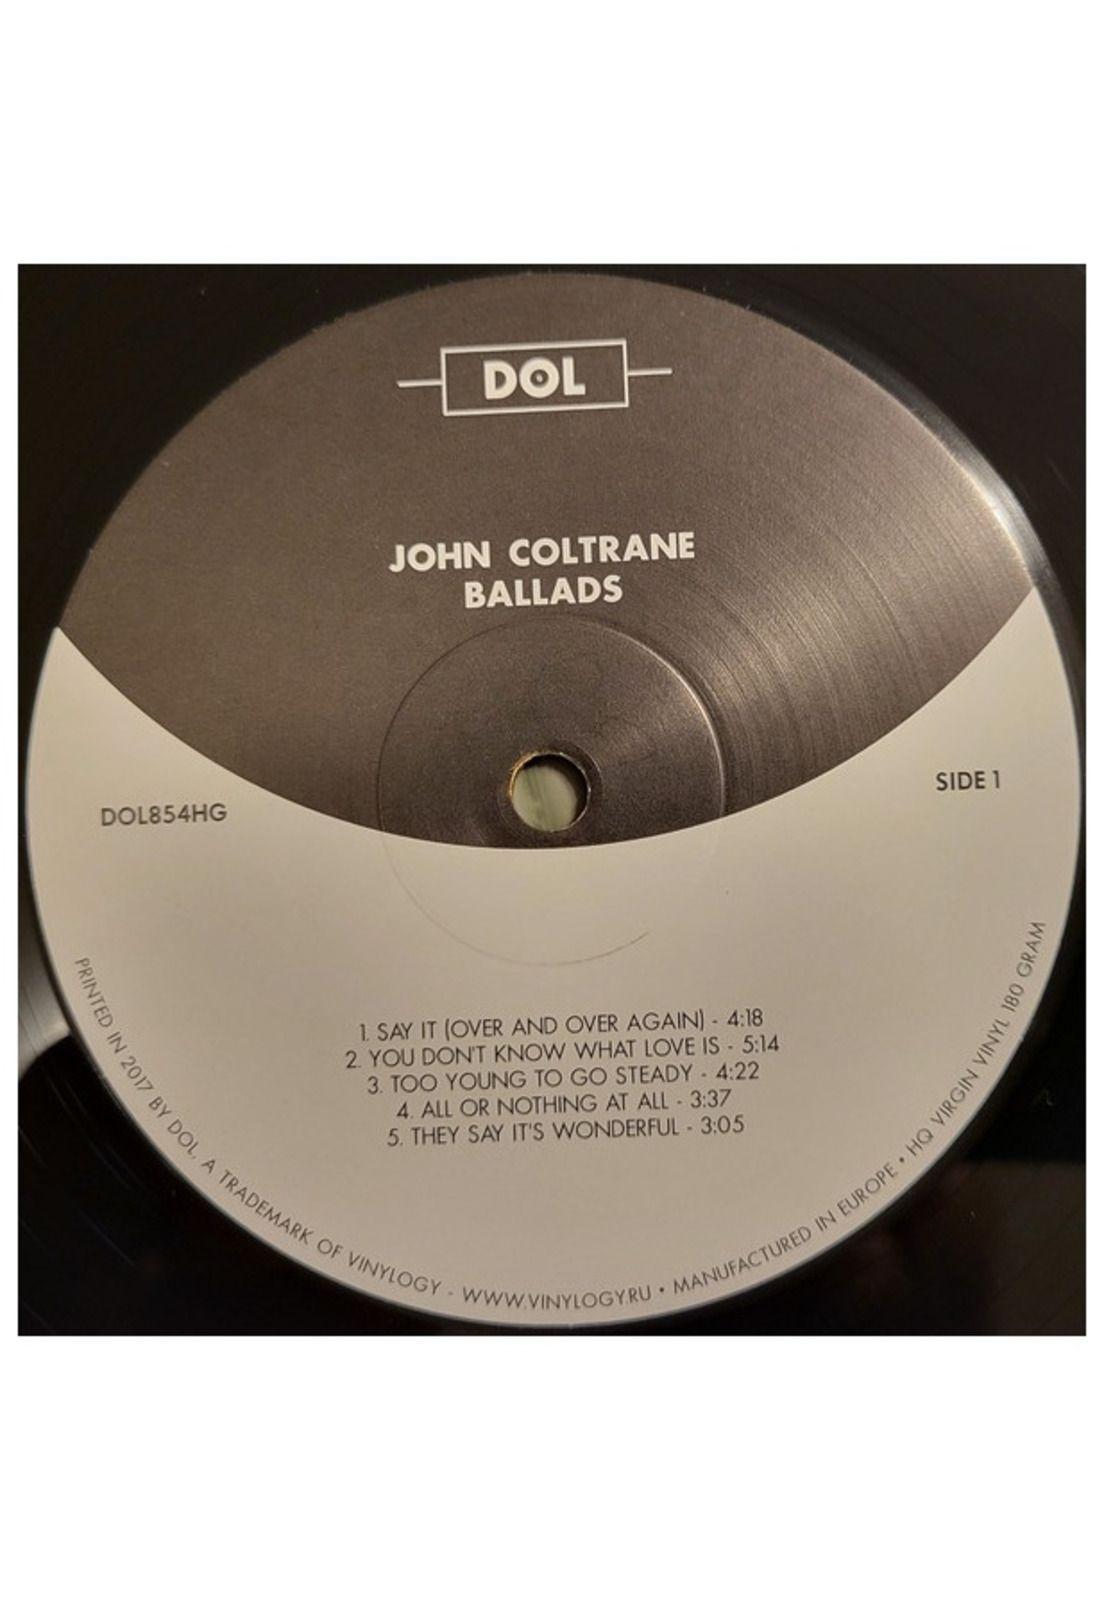 DOL
JOHN COLTRANE
BALLADS
DOL854HG
SIDE 1
1. SAY IT (OVER AND OVER AGAIN) - 4:18
2. YOU DON'T KNOW WHAT LOVE IS - 5:14
3. TOO YOUNG TO GO STEADY - 4:22
4. ALL OR NOTHING AT ALL - 3:37
5. THEY SAY IT'S WONDERFUL - 3:05
PRINTED IN 2017 BY DOL, A TRADEMARK OF VINYLOGY - WWW.VINYLOGY.RU • MANUFACTURED IN EUROPE • HQ VIRGIN VINYL 180 GRAM